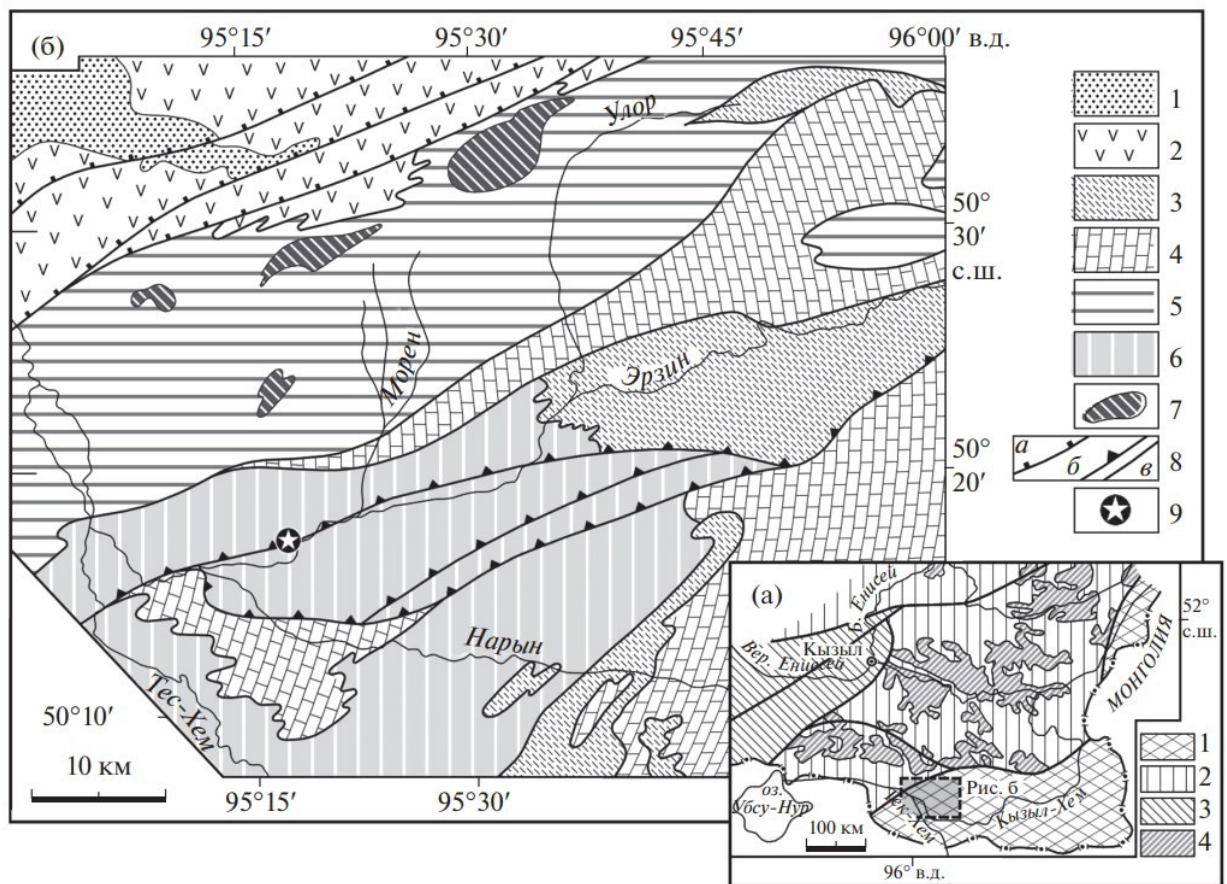 (б)
95°15′
95°30′
95°45′
96°00′ в.д.
Улор
50°
30′
с.ш.
Морен
Эрзин
50°
20′
Нарын
Тес-Хем
50°10′
10 км
95°15′
95°30′
1
2
3
4
5
6
7
а
б
в
8
9
(а)
Б. Енисей
Кызыл
Вер. Енисей
МОНГОЛИЯ
52°
с.ш.
оз.
Убсу-Нур
Рис. б
Кызыл-Хем
100 км
96° в.д.
1
2
3
4